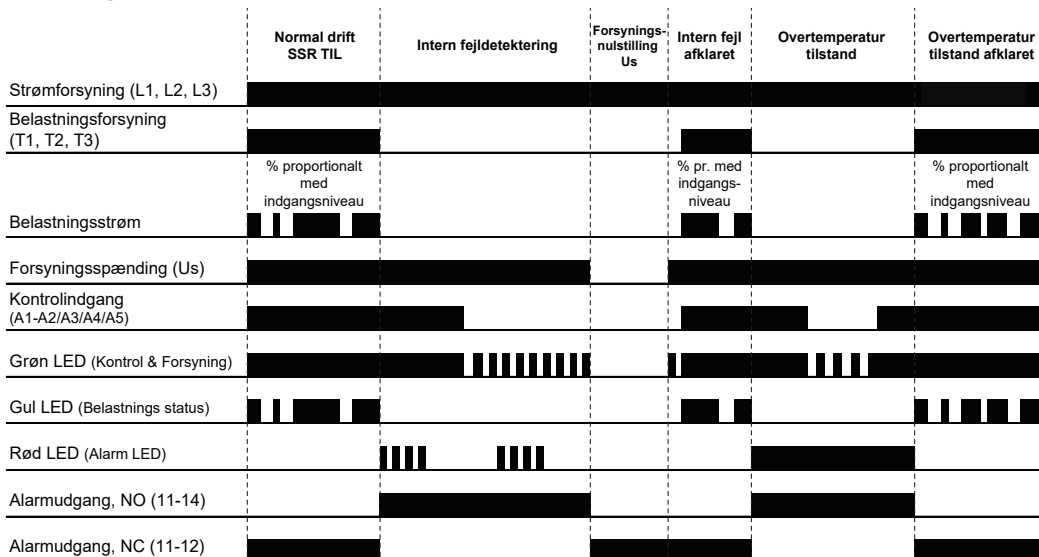 Normal drift
SSR TIL
Intern fejldetektering
Forsynings-
nulstilling
Us
Intern fejl
afklaret
Overtemperatur
tilstand
Overtemperatur
tilstand afklaret
Strømforsyning (L1, L2, L3)
Belastningsforsyning
(T1, T2, T3)
% proportionalt
med
indgangsniveau
% pr. med
indgangs-
niveau
% proportionalt
med
indgangsniveau
Belastningsstrøm
Forsyningsspænding (Us)
Kontrolindgang
(A1-A2/A3/A4/A5)
Grøn LED (Kontrol & Forsyning)
Gul LED (Belastnings status)
Rød LED (Alarm LED)
Alarmudgang, NO (11-14)
Alarmudgang, NC (11-12)